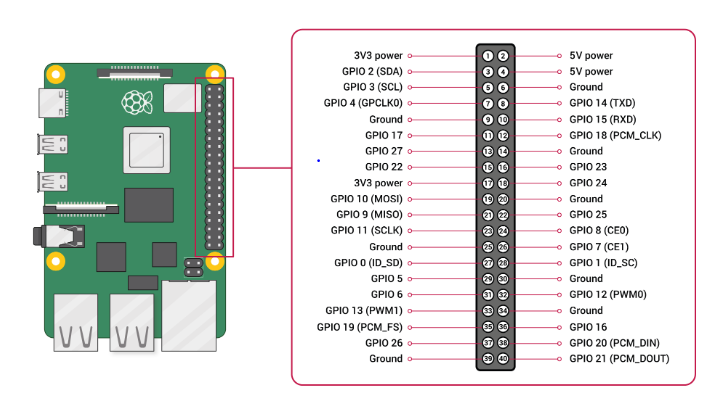 3V3 power 1 2 5V power
GPIO 2 (SDA) 3 4 5V power
GPIO 3 (SCL) 5 6 Ground
GPIO 4 (GPCLK0) 7 8 GPIO 14 (TXD)
Ground 9 10 GPIO 15 (RXD)
GPIO 17 11 12 GPIO 18 (PCM_CLK)
GPIO 27 13 14 Ground
GPIO 22 15 16 GPIO 23
3V3 power 17 18 GPIO 24
GPIO 10 (MOSI) 19 20 Ground
GPIO 9 (MISO) 21 22 GPIO 25
GPIO 11 (SCLK) 23 24 GPIO 8 (CE0)
Ground 25 26 GPIO 7 (CE1)
GPIO 0 (ID_SD) 27 28 GPIO 1 (ID_SC)
GPIO 5 29 30 Ground
GPIO 6 31 32 GPIO 12 (PWM0)
GPIO 13 (PWM1) 33 34 Ground
GPIO 19 (PCM_FS) 35 36 GPIO 16
GPIO 26 37 38 GPIO 20 (PCM_DIN)
Ground 39 40 GPIO 21 (PCM_DOUT)